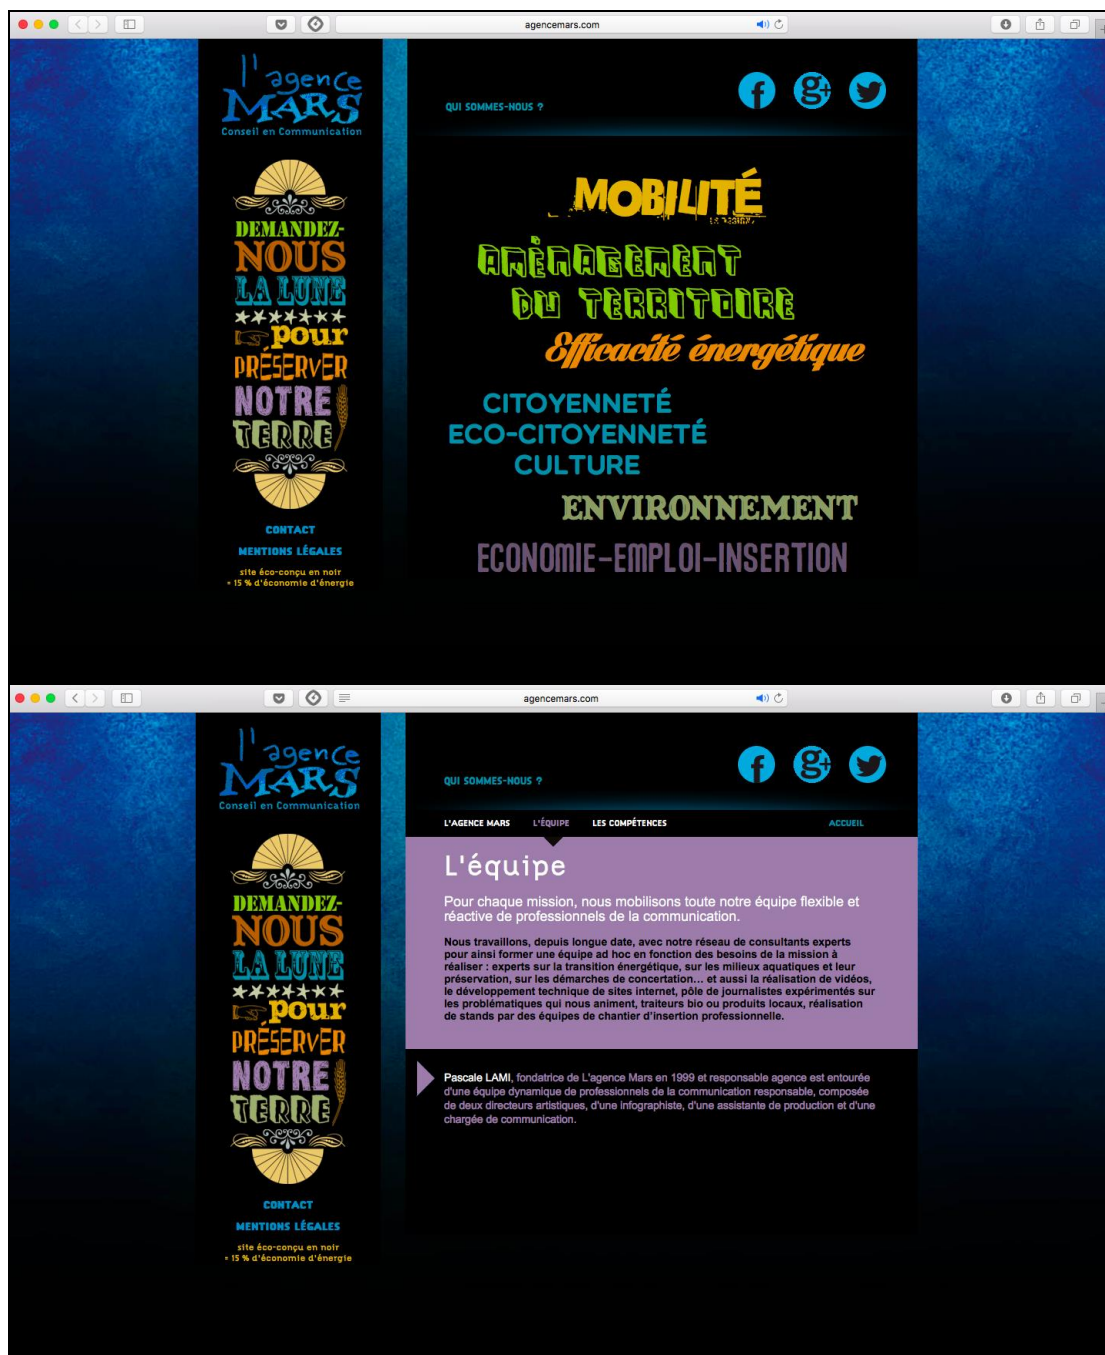 agencemars.com
l'agence
MARS
Conseil en Communication
QUI SOMMES-NOUS ?
f g+
DEMANDEZ-
NOUS
LA LUNE
pour
PRÉSERVER
NOTRE
TERRE
CONTACT
MENTIONS LÉGALES
site éco-conçu en noir
= 15 % d'économie d'énergie
MOBILITÉ
AMÉNAGEMENT
DU TERRITOIRE
Efficacité énergétique
CITOYENNETÉ
ECO-CITOYENNETÉ
CULTURE
ENVIRONNEMENT
ECONOMIE-EMPLOI-INSERTION
agencemars.com
l'agence
MARS
Conseil en Communication
QUI SOMMES-NOUS ?
f g+
L'AGENCE MARS L'ÉQUIPE LES COMPÉTENCES ACCUEIL
DEMANDEZ-
NOUS
LA LUNE
pour
PRÉSERVER
NOTRE
TERRE
CONTACT
MENTIONS LÉGALES
site éco-conçu en noir
= 15 % d'économie d'énergie
L'équipe
Pour chaque mission, nous mobilisons toute notre équipe flexible et
réactive de professionnels de la communication.
Nous travaillons, depuis longue date, avec notre réseau de consultants experts
pour ainsi former une équipe ad hoc en fonction des besoins de la mission à
réaliser : experts sur la transition énergétique, sur les milieux aquatiques et leur
préservation, sur les démarches de concertation... et aussi la réalisation de vidéos,
le développement technique de sites internet, pôle de journalistes expérimentés sur
les problématiques qui nous animent, traiteurs bio ou produits locaux, réalisation
de stands par des équipes de chantier d'insertion professionnelle.
Pascale LAMI, fondatrice de L'agence Mars en 1999 et responsable agence est entourée
d'une équipe dynamique de professionnels de la communication responsable, composée
de deux directeurs artistiques, d'une infographiste, d'une assistante de production et d'une
chargée de communication.